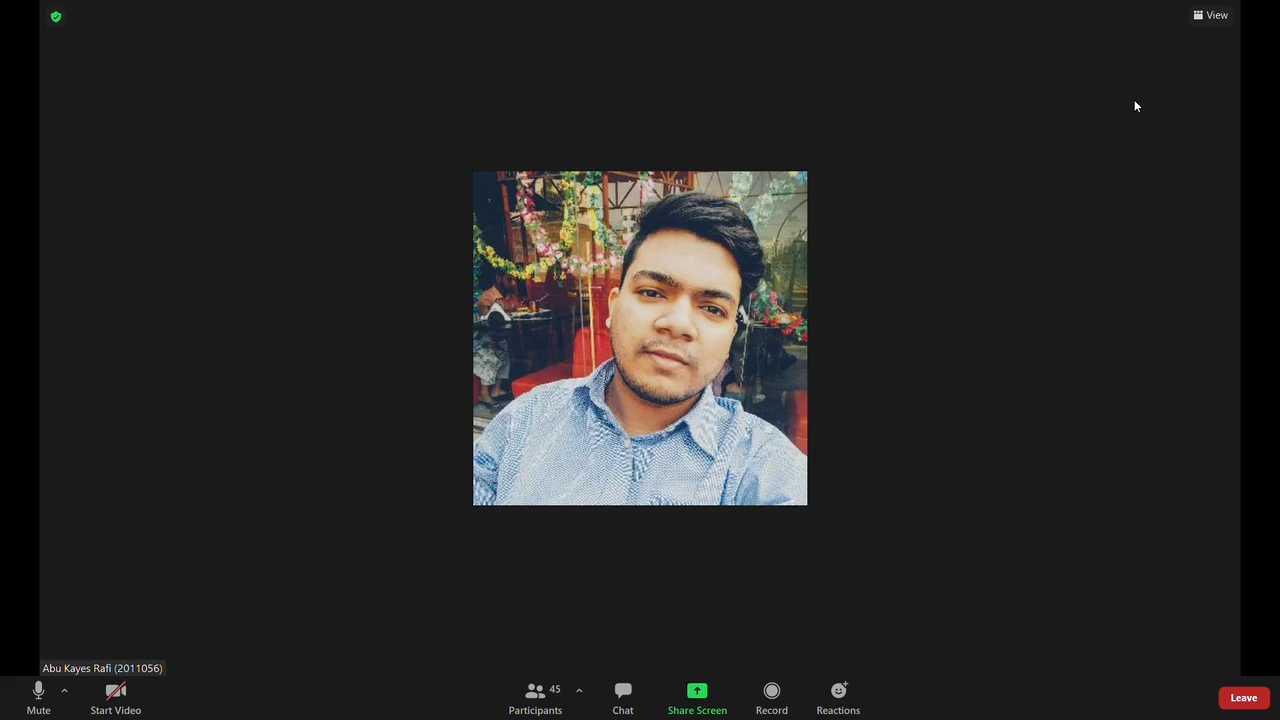 View
Abu Kayes Rafi (2011056)
Mute
Start Video
45
Participants
Chat
Share Screen
Record
Reactions
Leave